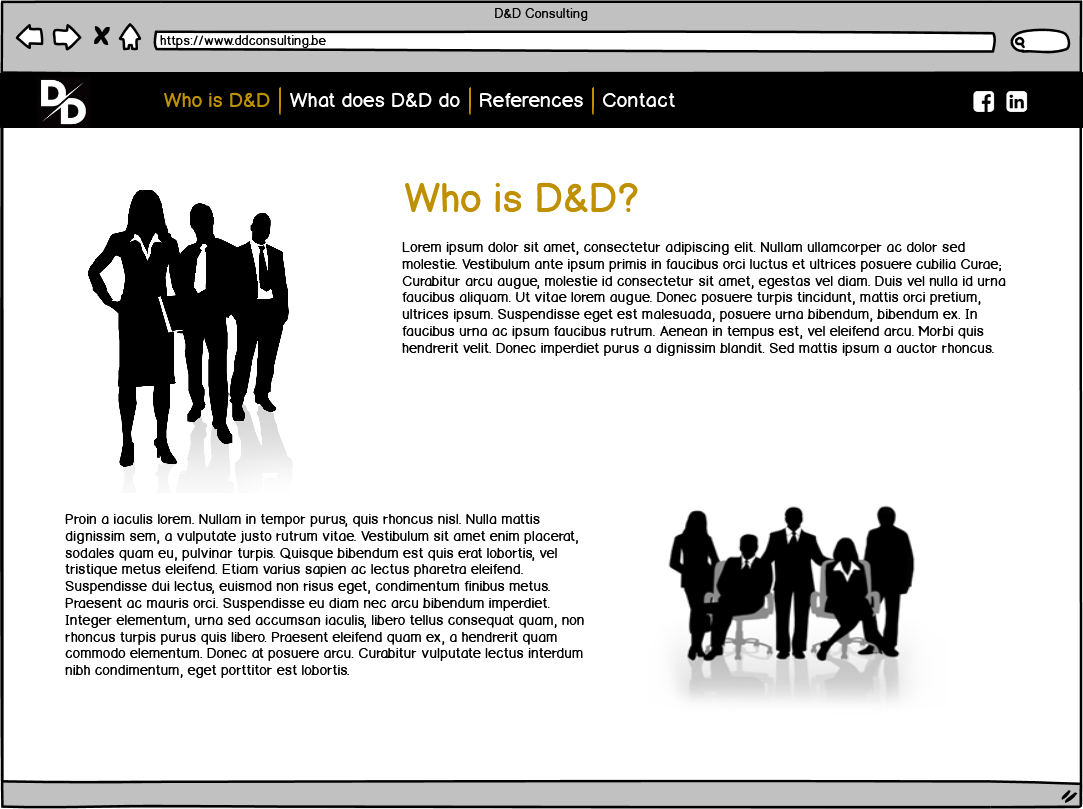 D&D Consulting
https://www.ddconsulting.be
D/D
Who is D&D | What does D&D do | References | Contact
Who is D&D?
Lorem ipsum dolor sit amet, consectetur adipiscing elit. Nullam ullamcorper ac dolor sed
molestie. Vestibulum ante ipsum primis in faucibus orci luctus et ultrices posuere cubilia Curae;
Curabitur arcu augue, molestie id consectetur sit amet, egestas vel diam. Duis vel nulla id urna
faucibus aliquam. Ut vitae lorem augue. Donec posuere turpis tincidunt, mattis orci pretium,
ultrices ipsum. Suspendisse eget est malesuada, posuere urna bibendum, bibendum ex. In
faucibus urna ac ipsum faucibus rutrum. Aenean in tempus est, vel eleifend arcu. Morbi quis
hendrerit velit. Donec imperdiet purus a dignissim blandit. Sed mattis ipsum a auctor rhoncus.
Proin a iaculis lorem. Nullam in tempor purus, quis rhoncus nisl. Nulla mattis
dignissim sem, a vulputate justo rutrum vitae. Vestibulum sit amet enim placerat,
sodales quam eu, pulvinar turpis. Quisque bibendum est quis erat lobortis, vel
tristique metus eleifend. Etiam varius sapien ac lectus pharetra eleifend.
Suspendisse dui lectus, euismod non risus eget, condimentum finibus metus.
Praesent ac mauris orci. Suspendisse eu diam nec arcu bibendum imperdiet.
Integer elementum, urna sed accumsan iaculis, libero tellus consequat quam, non
rhoncus turpis purus quis libero. Praesent eleifend quam ex, a hendrerit quam
commodo elementum. Donec at posuere arcu. Curabitur vulputate lectus interdum
nibh condimentum, eget porttitor est lobortis.